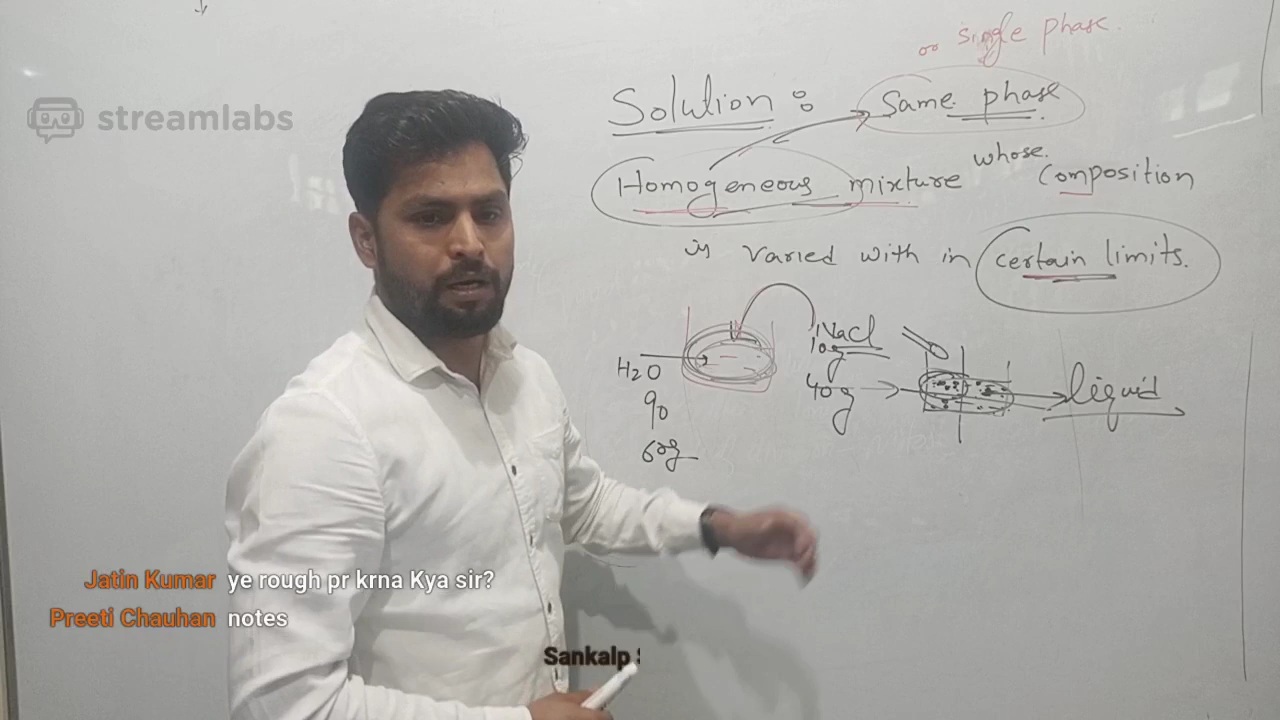 or single phase.
streamlabs
Solution : Same phase
Homogeneous mixture whose composition
is varied with in certain limits.
NaCl
10g
H2O
40g
liquid
90
60g
Jatin Kumar ye rough pr krna Kya sir?
Preeti Chauhan notes
Sankalp